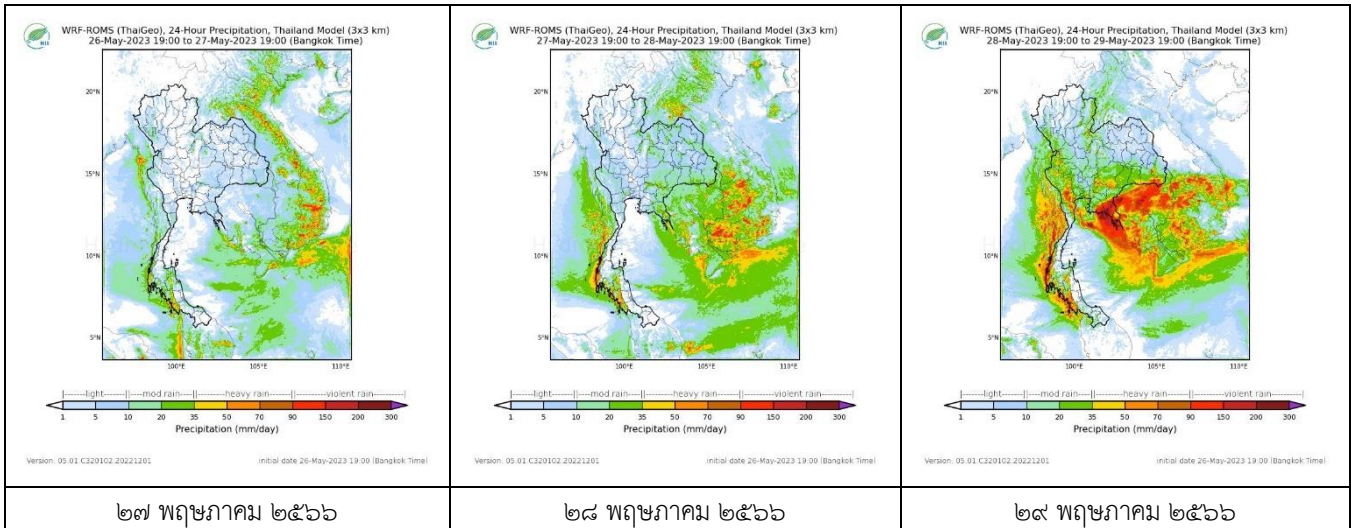 WRF-ROMS (ThaiGeo), 24-Hour Precipitation, Thailand Model (3x3 km)
26-May-2023 19:00 to 27-May-2023 19:00 (Bangkok Time)
20°N
15°N
10°N
5°N
100°E
105°E
110°E
light
mod rain
heavy rain
violent rain
1 5 10 20 35 50 70 90 150 200 300
Precipitation (mm/day)
Version: 05.01.C320102.20221201
initial date 26-May-2023 19:00 (Bangkok Time)
๒๗ พฤษภาคม ๒๕๖๖
WRF-ROMS (ThaiGeo), 24-Hour Precipitation, Thailand Model (3x3 km)
27-May-2023 19:00 to 28-May-2023 19:00 (Bangkok Time)
20°N
15°N
10°N
5°N
100°E
105°E
110°E
light
mod rain
heavy rain
violent rain
1 5 10 20 35 50 70 90 150 200 300
Precipitation (mm/day)
Version: 05.01.C320102.20221201
initial date 26-May-2023 19:00 (Bangkok Time)
๒๘ พฤษภาคม ๒๕๖๖
WRF-ROMS (ThaiGeo), 24-Hour Precipitation, Thailand Model (3x3 km)
28-May-2023 19:00 to 29-May-2023 19:00 (Bangkok Time)
20°N
15°N
10°N
5°N
100°E
105°E
110°E
light
mod rain
heavy rain
violent rain
1 5 10 20 35 50 70 90 150 200 300
Precipitation (mm/day)
Version: 05.01.C320102.20221201
initial date 26-May-2023 19:00 (Bangkok Time)
๒๙ พฤษภาคม ๒๕๖๖